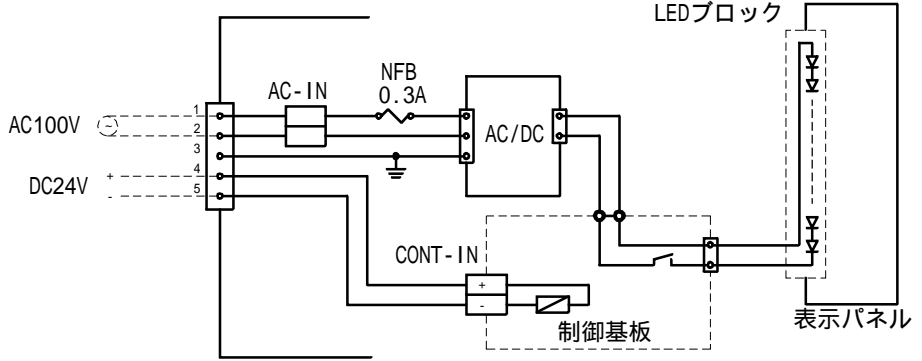 LEDブロック
NFB
0.3A
AC-IN
AC100V
~
1
2
3
4
5
AC/DC
DC24V
+
-
CONT-IN
+
-
制御基板
表示パネル